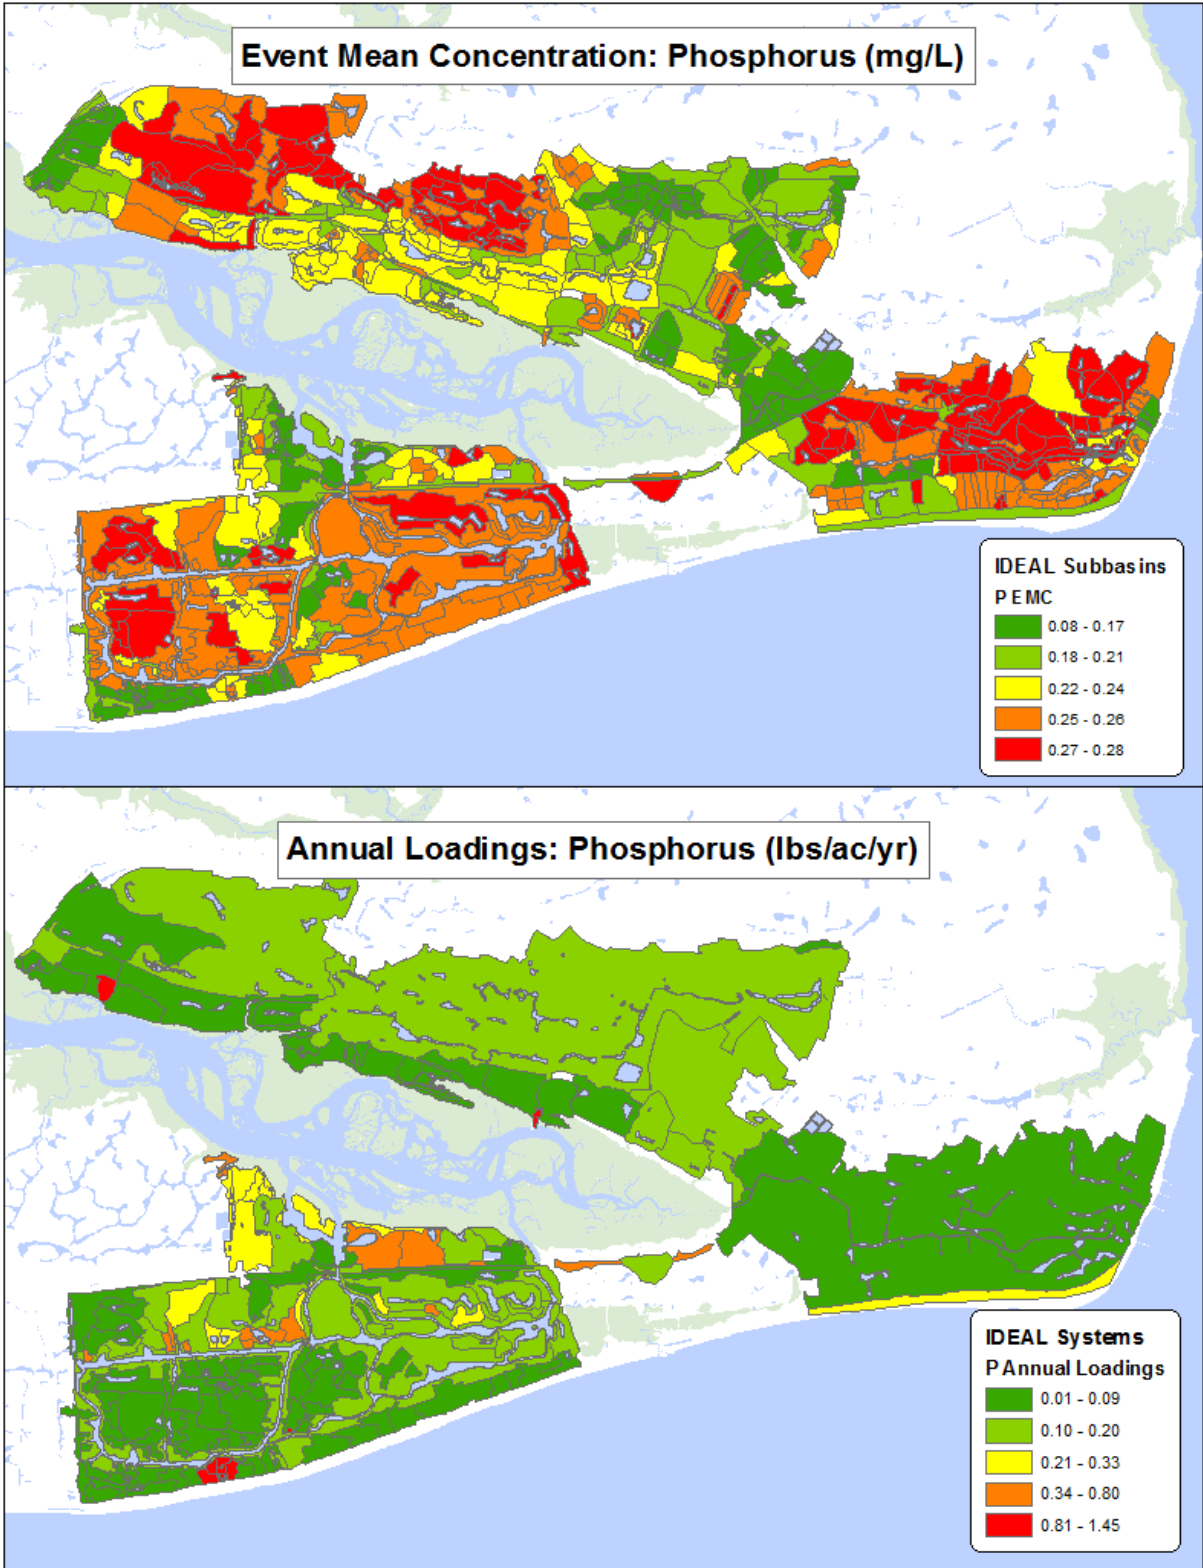 Event Mean Concentration: Phosphorus (mg/L)
IDEAL Subbasins
P EMC
0.08 - 0.17
0.18 - 0.21
0.22 - 0.24
0.25 - 0.26
0.27 - 0.28
Annual Loadings: Phosphorus (lbs/ac/yr)
IDEAL Systems
P Annual Loadings
0.01 - 0.09
0.10 - 0.20
0.21 - 0.33
0.34 - 0.80
0.81 - 1.45